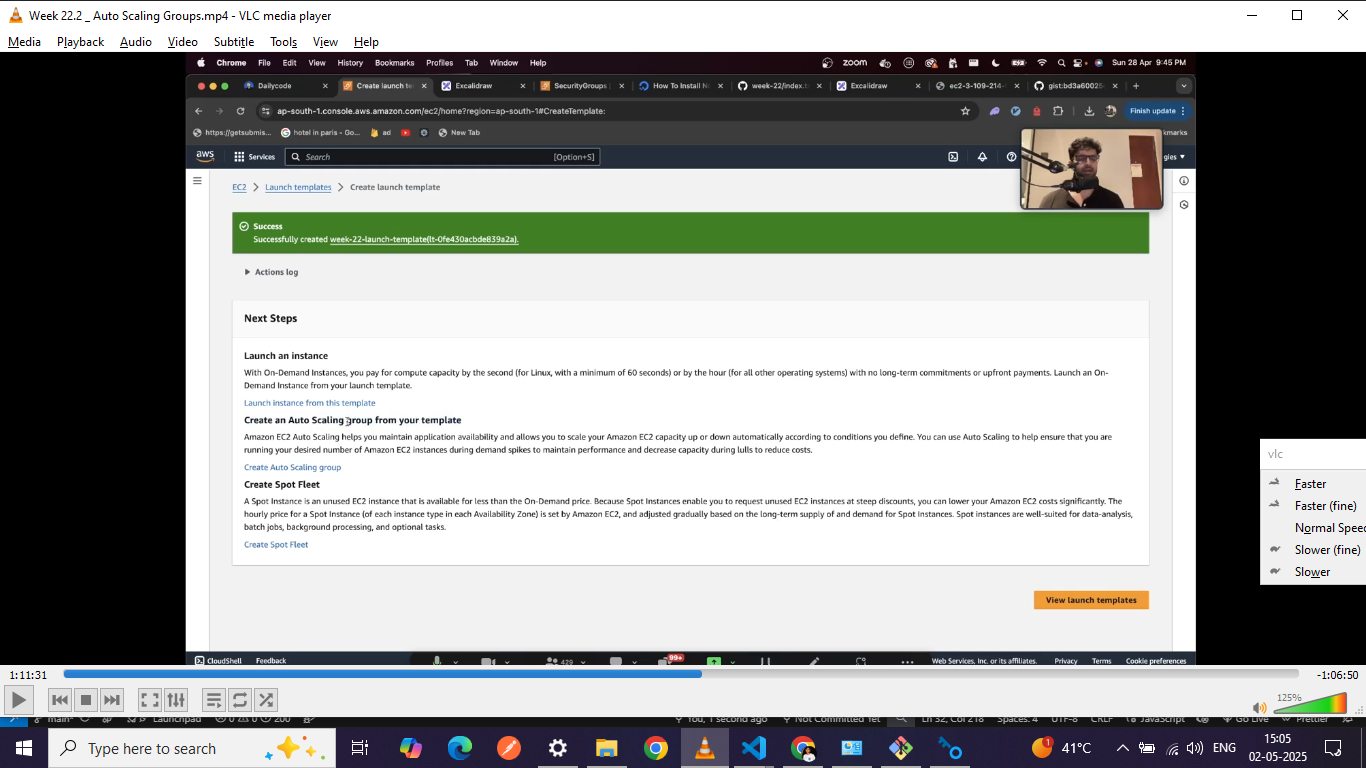 Week 22.2 _ Auto Scaling Groups.mp4 - VLC media player
Media Playback Audio Video Subtitle Tools View Help
Chrome File Edit View History Bookmarks Profiles Tab Window Help
zoom
Sun 28 Apr 9:45 PM
Dailycode
Create launch te
Excalidraw
SecurityGroups
How To Install N
week-22/index.t
Excalidraw
ec2-3-109-214-
gist:bd3a60025
ap-south-1.console.aws.amazon.com/ec2/home?region=ap-south-1#CreateTemplate:
Finish update
https://getsubmis...
hotel in paris - Go...
ad
New Tab
kmarks
aws
Services
Search
[Option+S]
gies
EC2 > Launch templates > Create launch template
Success
Successfully created week-22-launch-template(lt-0fe430acbde839a2a).
Actions log
Next Steps
Launch an instance
With On-Demand Instances, you pay for compute capacity by the second (for Linux, with a minimum of 60 seconds) or by the hour (for all other operating systems) with no long-term commitments or upfront payments. Launch an On-
Demand Instance from your launch template.
Launch instance from this template
Create an Auto Scaling group from your template
Amazon EC2 Auto Scaling helps you maintain application availability and allows you to scale your Amazon EC2 capacity up or down automatically according to conditions you define. You can use Auto Scaling to help ensure that you are
running your desired number of Amazon EC2 instances during demand spikes to maintain performance and decrease capacity during lulls to reduce costs.
Create Auto Scaling group
Create Spot Fleet
A Spot Instance is an unused EC2 instance that is available for less than the On-Demand price. Because Spot Instances enable you to request unused EC2 instances at steep discounts, you can lower your Amazon EC2 costs significantly. The
hourly price for a Spot Instance (of each instance type in each Availability Zone) is set by Amazon EC2, and adjusted gradually based on the long-term supply of and demand for Spot Instances. Spot instances are well-suited for data-analysis,
batch jobs, background processing, and optional tasks.
Create Spot Fleet
View launch templates
vlc
Faster
Faster (fine)
Normal Spee
Slower (fine)
Slower
CloudShell Feedback
429
99+
Web Services, Inc. or its affiliates. Privacy Terms Cookie preferences
1:11:31
-1:06:50
125%
main*
Launchpad
0 0 0 200
You, 1 second ago
Not Committed Yet
Ln 32, Col 218
Spaces: 4
UTF-8
CRLF
JavaScript
Go Live
Prettier
Type here to search
1
41°C
ENG
15:05
02-05-2025